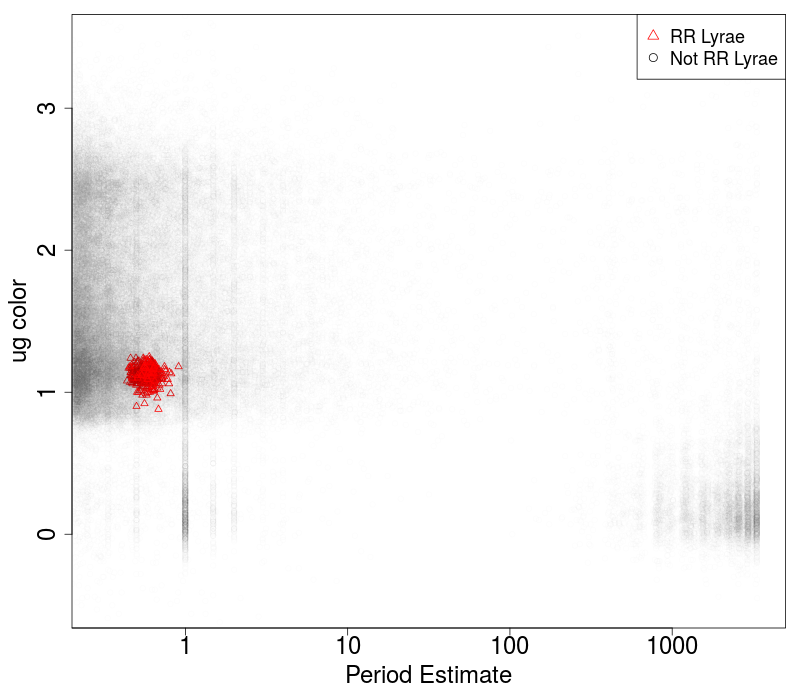 RR Lyrae
Not RR Lyrae
3
2
1
0
ug color
1 10 100 1000
Period Estimate